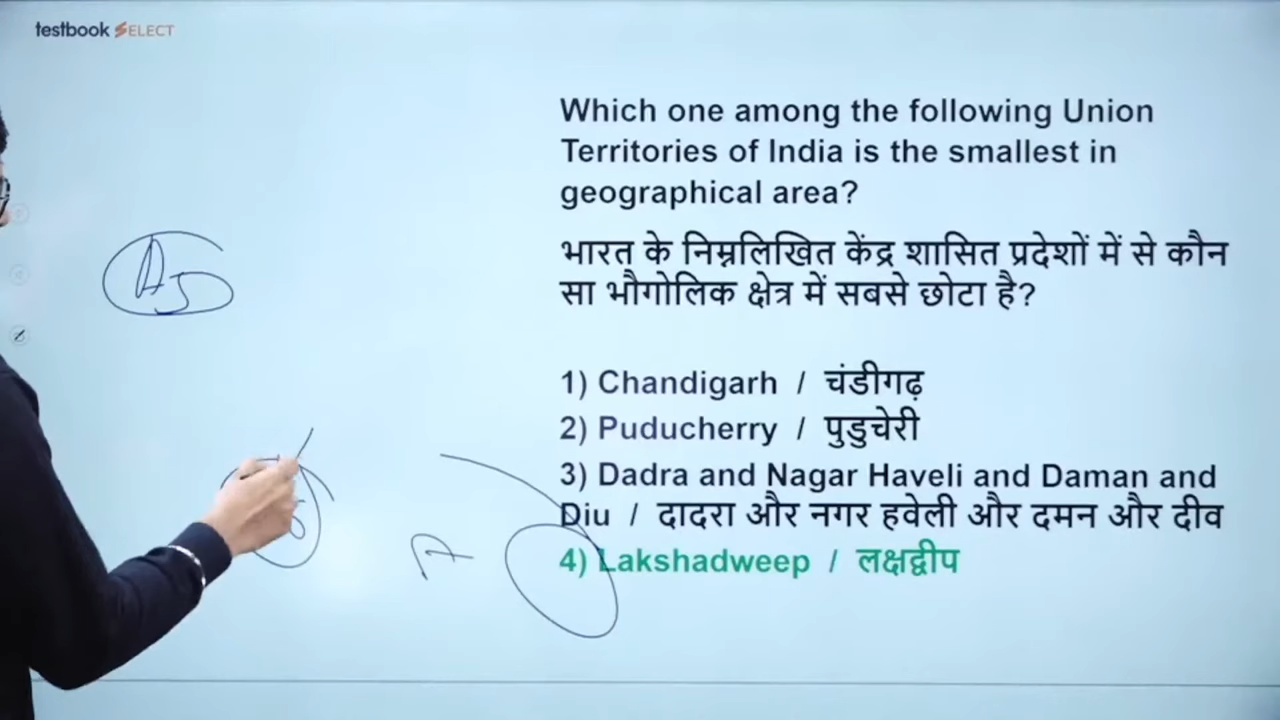 testbook SELECT
Which one among the following Union
Territories of India is the smallest in
geographical area?
भारत के निम्नलिखित केंद्र शासित प्रदेशों में से कौन
सा भौगोलिक क्षेत्र में सबसे छोटा है?
1) Chandigarh / चंडीगढ़
2) Puducherry / पुडुचेरी
3) Dadra and Nagar Haveli and Daman and
Diu / दादरा और नगर हवेली और दमन और दीव
4) Lakshadweep / लक्षद्वीप